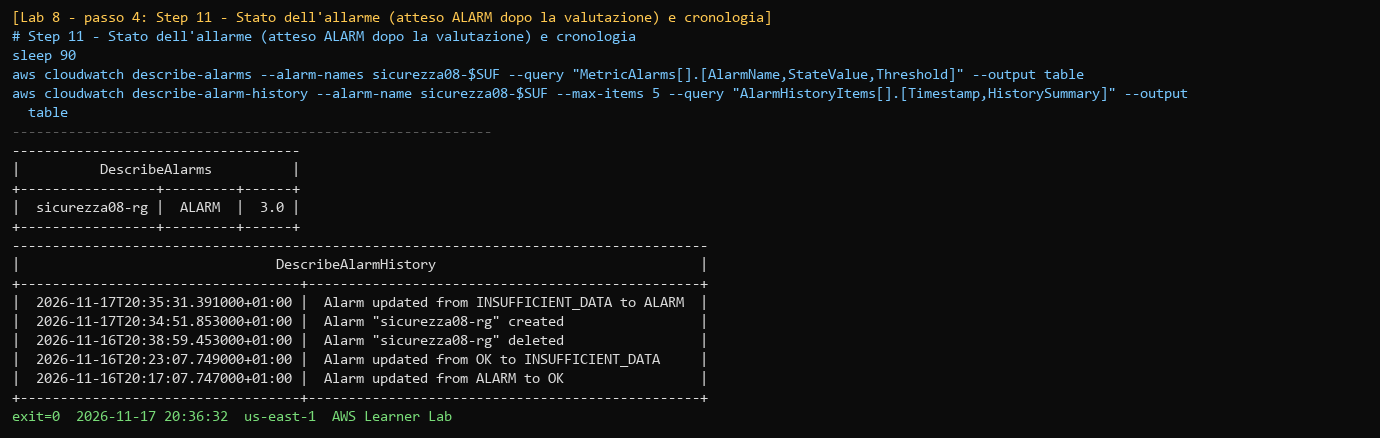 [Lab 8 - passo 4: Step 11 - Stato dell'allarme (atteso ALARM dopo la valutazione) e cronologia]
# Step 11 - Stato dell'allarme (atteso ALARM dopo la valutazione) e cronologia
sleep 90
aws cloudwatch describe-alarms --alarm-names sicurezza08-$SUF --query "MetricAlarms[].[AlarmName,StateValue,Threshold]" --output table
aws cloudwatch describe-alarm-history --alarm-name sicurezza08-$SUF --max-items 5 --query "AlarmHistoryItems[].[Timestamp,HistorySummary]" --output
  table
------------------------------------------------------------
------------------------------------
|          DescribeAlarms          |
+-----------------+---------+------+
|  sicurezza08-rg |  ALARM  |  3.0 |
+-----------------+---------+------+
---------------------------------------------------------------------------------------
|                                DescribeAlarmHistory                                 |
+-----------------------------------+-------------------------------------------------+
|  2026-11-17T20:35:31.391000+01:00 |  Alarm updated from INSUFFICIENT_DATA to ALARM  |
|  2026-11-17T20:34:51.853000+01:00 |  Alarm "sicurezza08-rg" created                 |
|  2026-11-16T20:38:59.453000+01:00 |  Alarm "sicurezza08-rg" deleted                 |
|  2026-11-16T20:23:07.749000+01:00 |  Alarm updated from OK to INSUFFICIENT_DATA     |
|  2026-11-16T20:17:07.747000+01:00 |  Alarm updated from ALARM to OK                 |
+-----------------------------------+-------------------------------------------------+
exit=0  2026-11-17 20:36:32  us-east-1  AWS Learner Lab